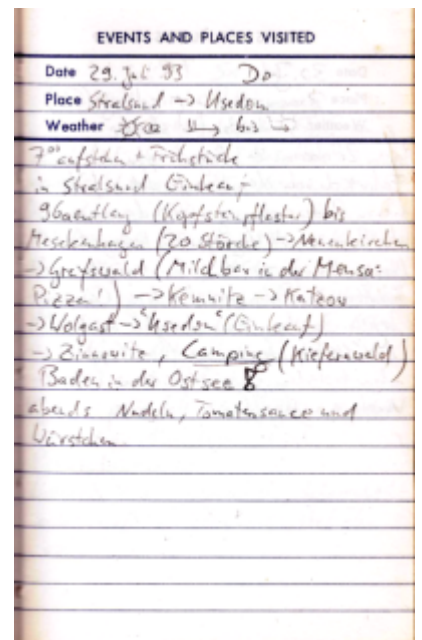 EVENTS AND PLACES VISITED
Date 29. Jul 93 Do
Place Stralsund -> Usedom
Weather bis
7°° aufstehen + Frühstück
in Stralsund Einkauf
96 entlang (Kopfsteinpflaster) bis
Mesekenhagen (20 Störche) -> Neuenkirchen
-> Greifswald (Milchbar in der Mensa:
Pizza!) -> Kemnitz -> Katzow
-> Wolgast -> "Usedom" (Einkauf)
-> Zinnowitz, Camping (Kiefernwald)
Baden in der Ostsee
abends Nudeln, Tomatensauce und
Würstchen.